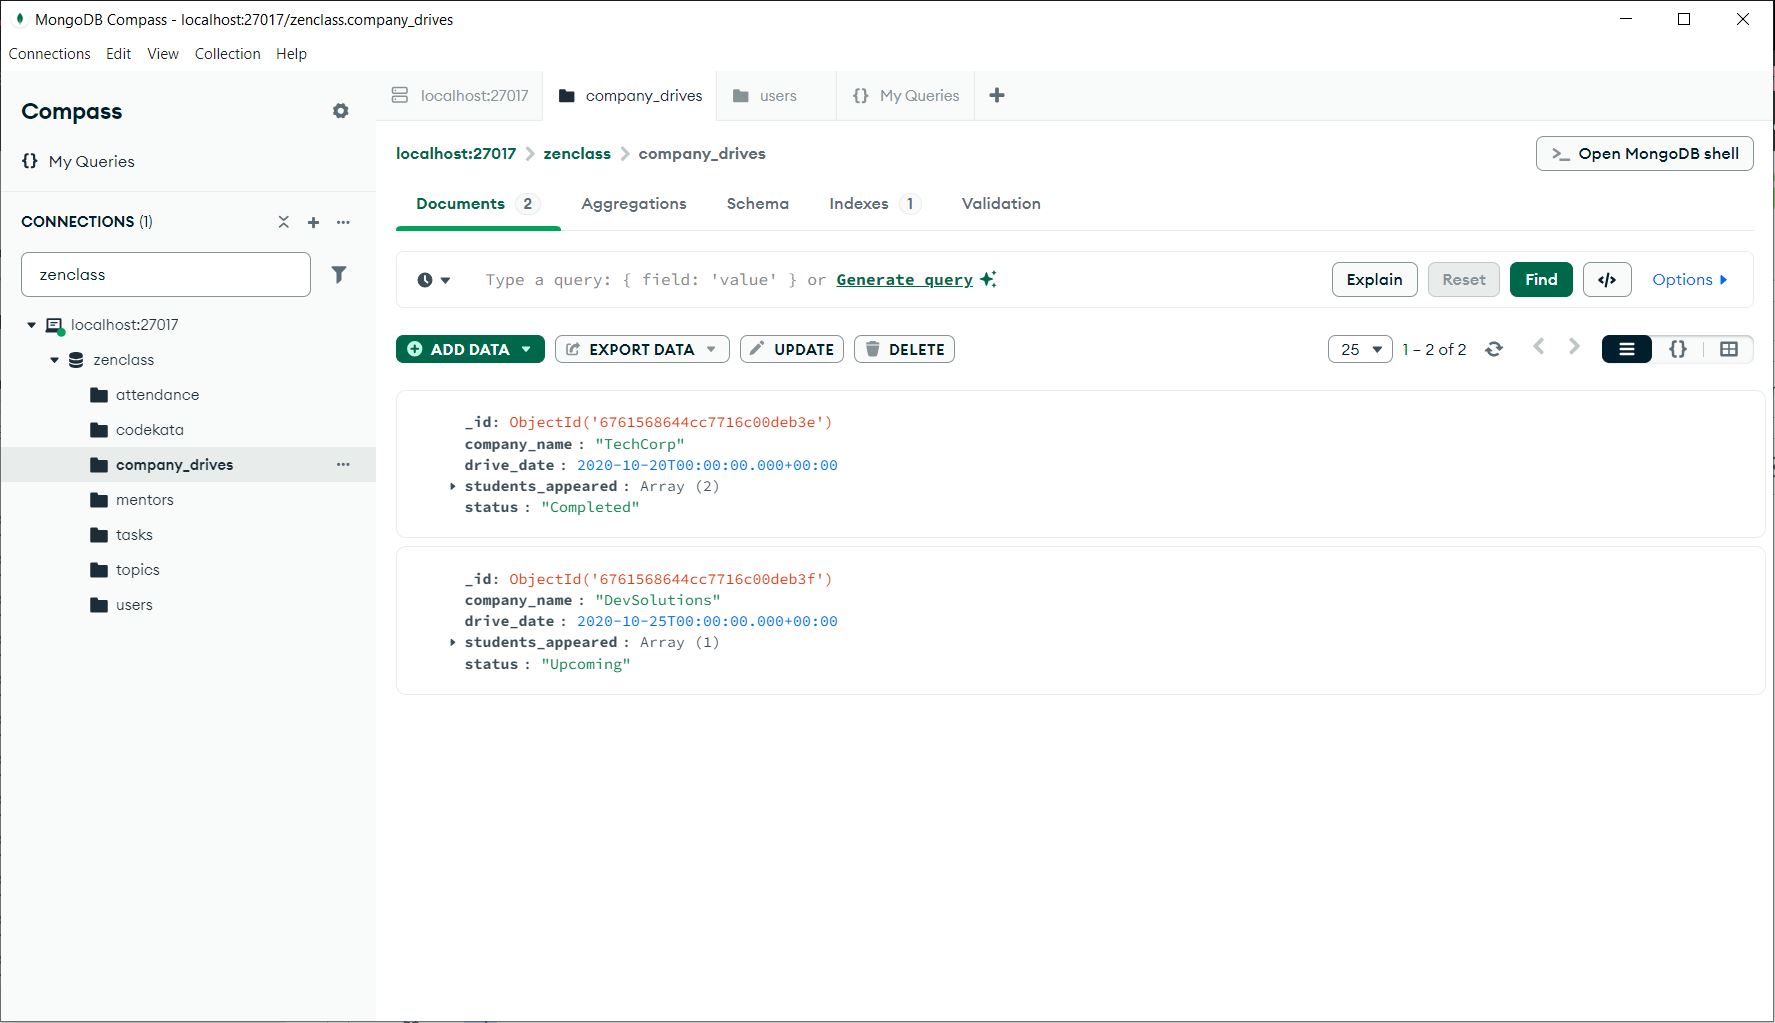 MongoDB Compass - localhost:27017/zenclass.company_drives
Connections Edit View Collection Help
Compass
{} My Queries
CONNECTIONS (1)
zenclass
localhost:27017
zenclass
attendance
codekata
company_drives
mentors
tasks
topics
users
localhost:27017 company_drives users {} My Queries
localhost:27017 > zenclass > company_drives
>_ Open MongoDB shell
Documents 2 Aggregations Schema Indexes 1 Validation
Type a query: { field: 'value' } or Generate query
Explain Reset Find </> Options
ADD DATA EXPORT DATA UPDATE DELETE
25 1 – 2 of 2 {}
_id: ObjectId('6761568644cc7716c00deb3e')
company_name : "TechCorp"
drive_date : 2020-10-20T00:00:00.000+00:00
students_appeared : Array (2)
status : "Completed"
_id: ObjectId('6761568644cc7716c00deb3f')
company_name : "DevSolutions"
drive_date : 2020-10-25T00:00:00.000+00:00
students_appeared : Array (1)
status : "Upcoming"